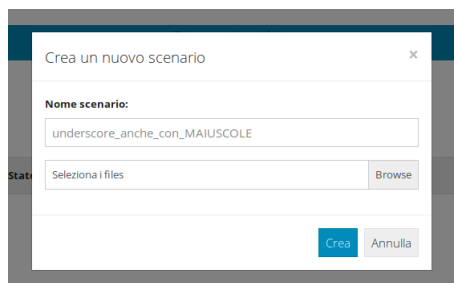 Crea un nuovo scenario ×
Nome scenario:
underscore_anche_con_MAIUSCOLE
Seleziona i files Browse
Crea Annulla